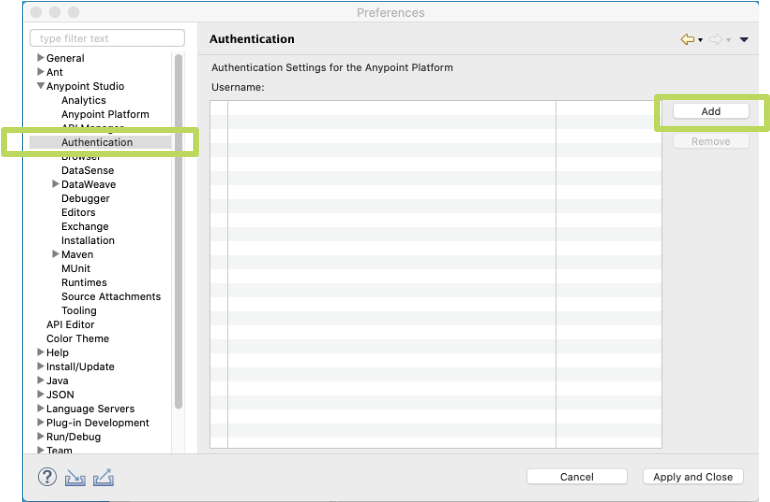 Preferences
type filter text
General
Ant
Anypoint Studio
Analytics
Anypoint Platform
API Manager
Authentication
Browser
DataSense
DataWeave
Debugger
Editors
Exchange
Installation
Maven
MUnit
Runtimes
Source Attachments
Tooling
API Editor
Color Theme
Help
Install/Update
Java
JSON
Language Servers
Plug-in Development
Run/Debug
Team
Authentication
Authentication Settings for the Anypoint Platform
Username:
Add
Remove
?
Cancel
Apply and Close